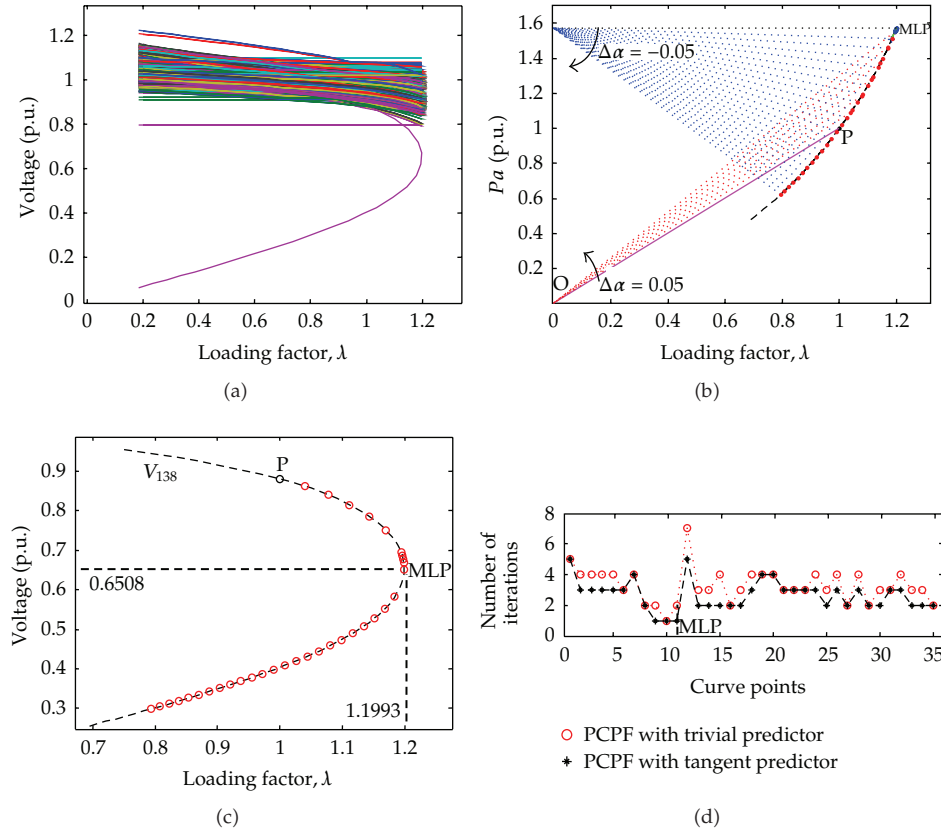 1.2
1
0.8
0.6
0.4
0.2
0
Voltage (p.u.)
0 0.2 0.4 0.6 0.8 1 1.2
Loading factor, λ
(a)
1.6
1.4
1.2
1
0.8
0.6
0.4
0.2
Pa (p.u.)
MLP
Δα = −0.05
P
O
Δα = 0.05
0 0.2 0.4 0.6 0.8 1 1.2
Loading factor, λ
(b)
0.9
0.8
0.7
0.6
0.5
0.4
0.3
Voltage (p.u.)
V138
P
0.6508
MLP
1.1993
0.7 0.8 0.9 1 1.1 1.2
Loading factor, λ
(c)
8
6
4
2
0
Number of
iterations
MLP
0 5 10 15 20 25 30 35
Curve points
PCPF with trivial predictor
PCPF with tangent predictor
(d)